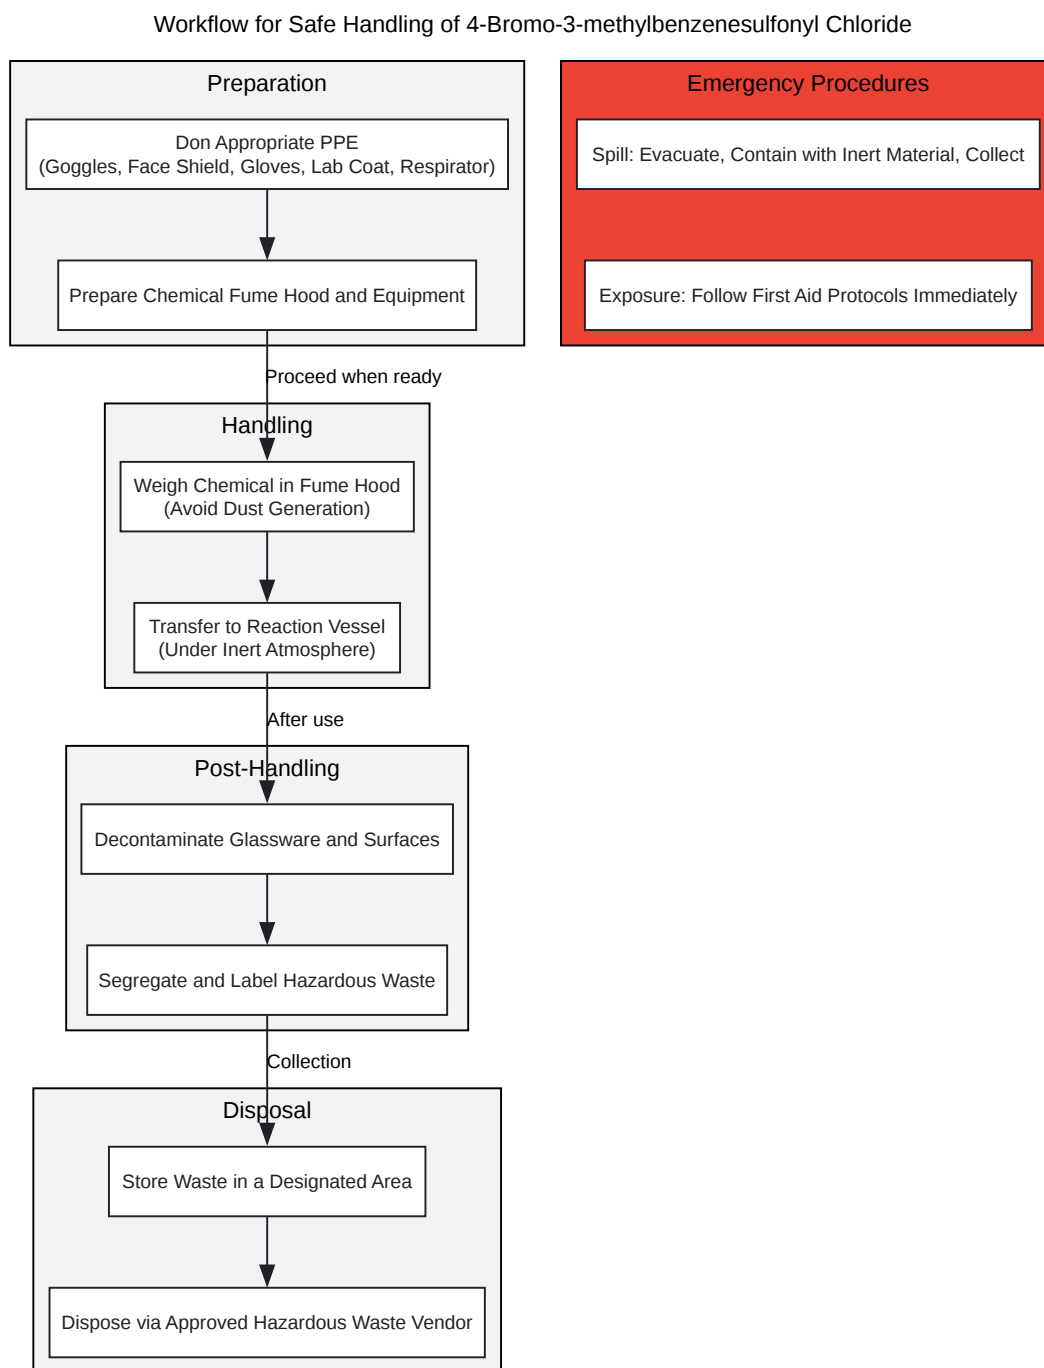 Workflow for Safe Handling of 4-Bromo-3-methylbenzenesulfonyl Chloride
Preparation
Don Appropriate PPE
(Goggles, Face Shield, Gloves, Lab Coat, Respirator)
Prepare Chemical Fume Hood and Equipment
Proceed when ready
Handling
Weigh Chemical in Fume Hood
(Avoid Dust Generation)
Transfer to Reaction Vessel
(Under Inert Atmosphere)
After use
Post-Handling
Decontaminate Glassware and Surfaces
Segregate and Label Hazardous Waste
Collection
Disposal
Store Waste in a Designated Area
Dispose via Approved Hazardous Waste Vendor
Emergency Procedures
Spill: Evacuate, Contain with Inert Material, Collect
Exposure: Follow First Aid Protocols Immediately